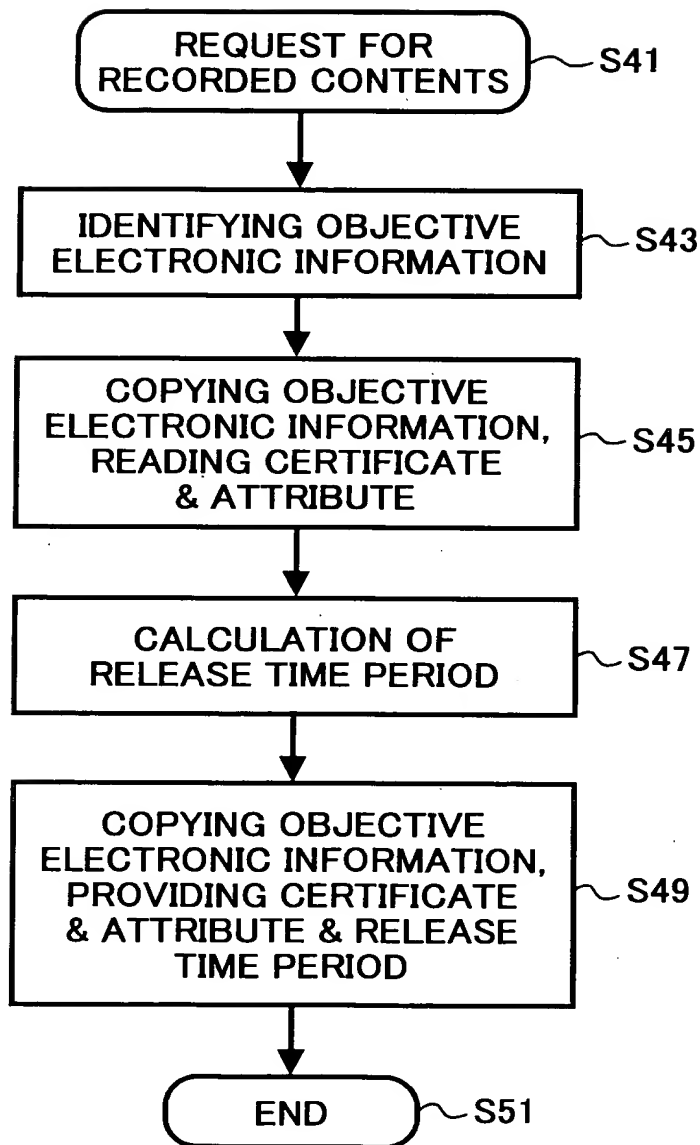 REQUEST FOR
RECORDED CONTENTS
S41
IDENTIFYING OBJECTIVE
ELECTRONIC INFORMATION
S43
COPYING OBJECTIVE
ELECTRONIC INFORMATION,
READING CERTIFICATE
& ATTRIBUTE
S45
CALCULATION OF
RELEASE TIME PERIOD
S47
COPYING OBJECTIVE
ELECTRONIC INFORMATION,
PROVIDING CERTIFICATE
& ATTRIBUTE & RELEASE
TIME PERIOD
S49
END
S51